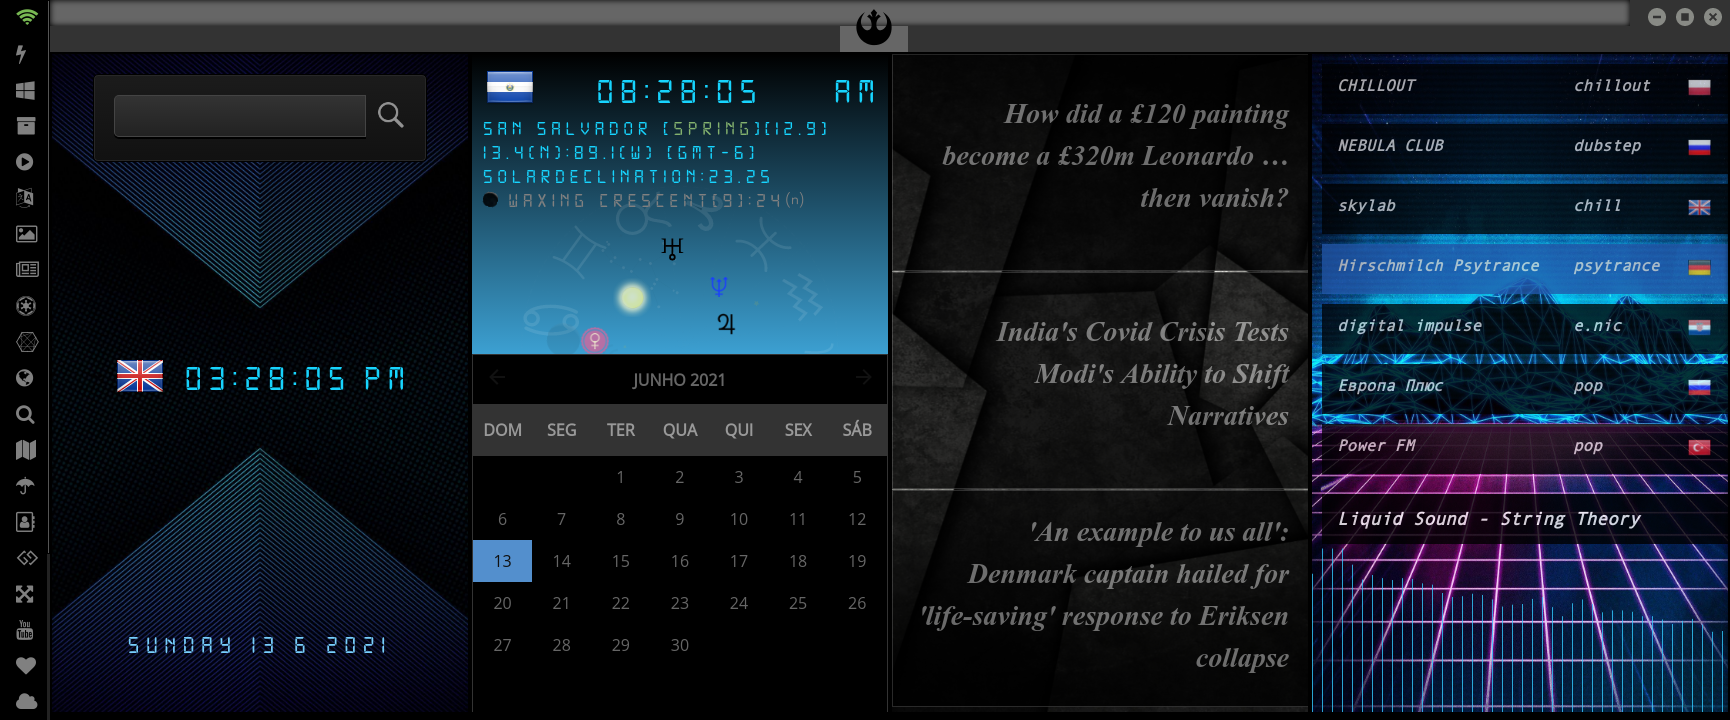 08:28:05 AM
SAN SALVADOR [SPRING][12.9]
13.4(N):89.1(W) [GMT-6]
SOLARDECLINATION:23.25
WAXING CRESCENT[9]:24(n)
03:28:05 PM
SUNDAY 13 6 2021
JUNHO 2021
DOM SEG TER QUA QUI SEX SÁB
1 2 3 4 5
6 7 8 9 10 11 12
13 14 15 16 17 18 19
20 21 22 23 24 25 26
27 28 29 30
How did a £120 painting
become a £320m Leonardo …
then vanish?
India's Covid Crisis Tests
Modi's Ability to Shift
Narratives
'An example to us all':
Denmark captain hailed for
'life-saving' response to Eriksen
collapse
CHILLOUT chillout
NEBULA CLUB dubstep
skylab chill
Hirschmilch Psytrance psytrance
digital impulse e.nic
Европа Плюс pop
Power FM pop
Liquid Sound - String Theory
You
Tube